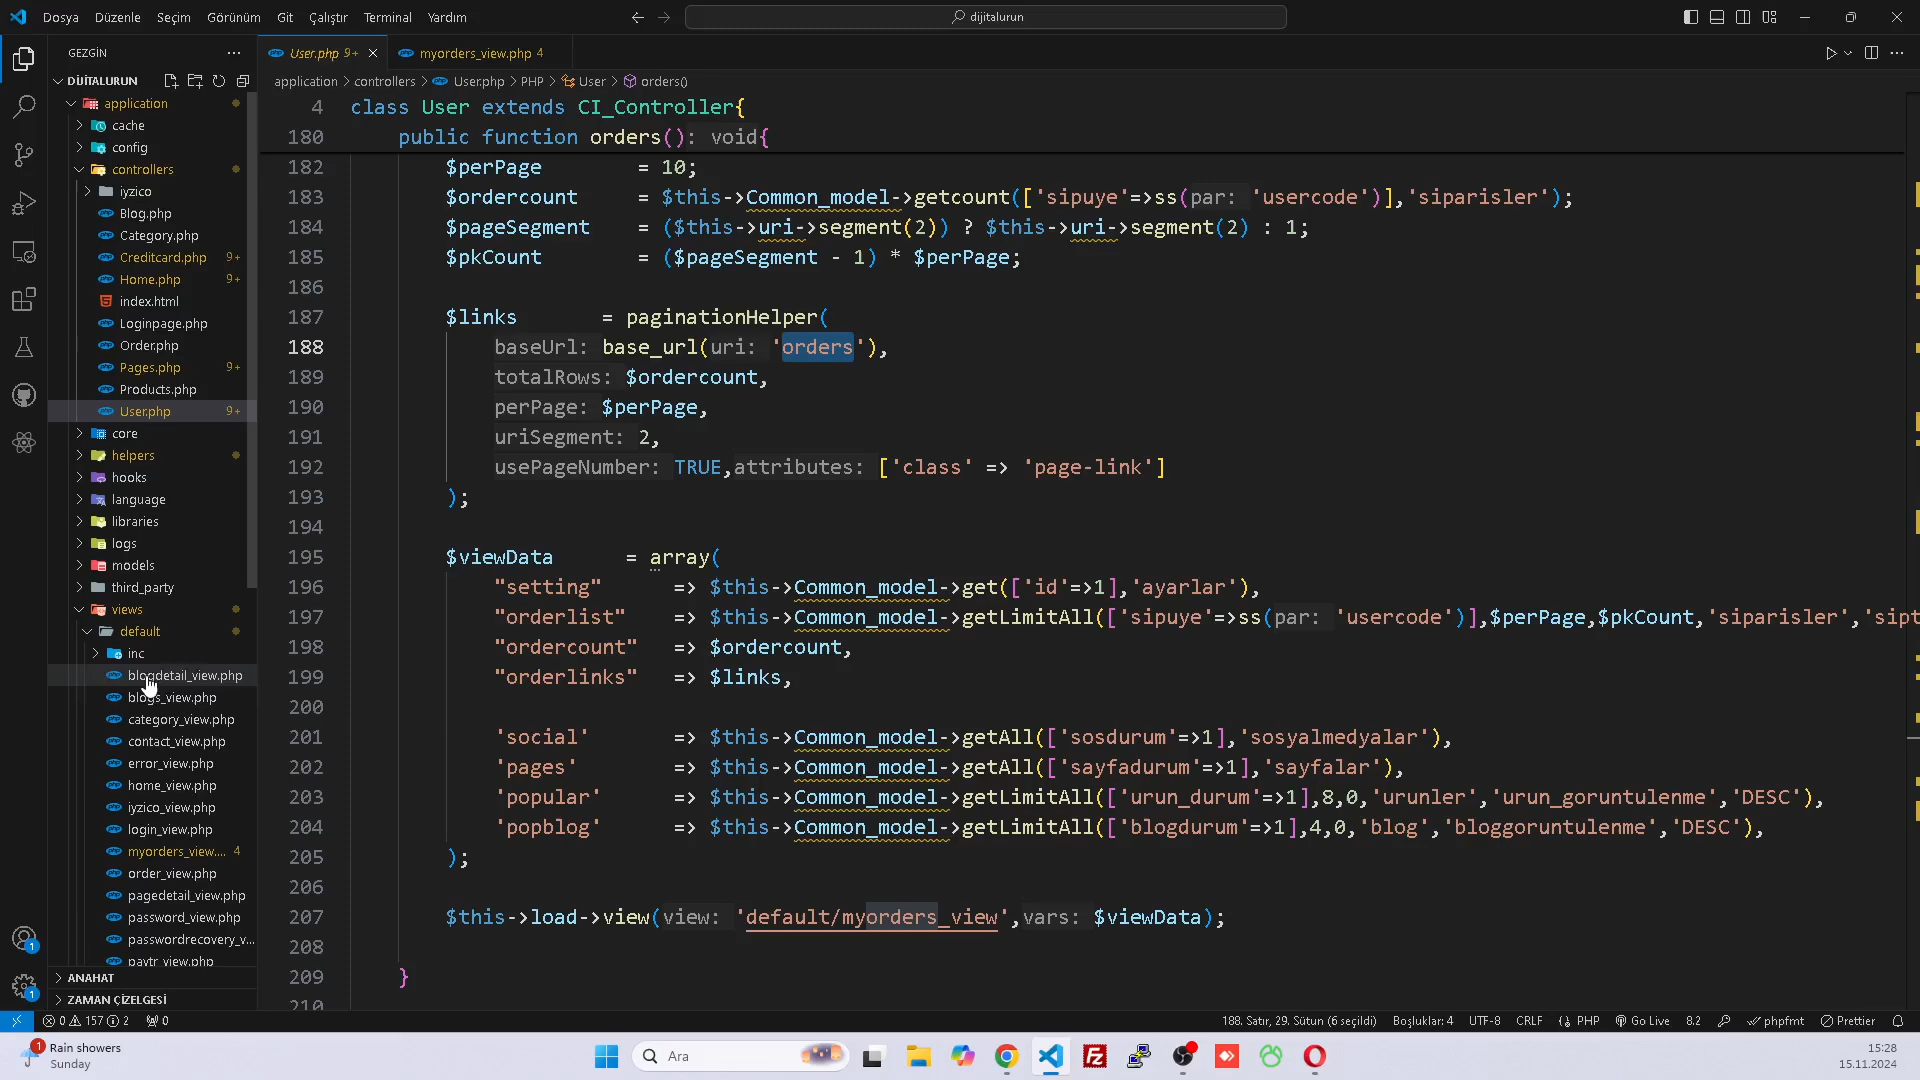 Dosya Düzenle Seçim Görünüm Git Çalıştır Terminal Yardım
dijitalurun
GEZGİN
User.php 9+
myorders_view.php 4
DİJİTALURUN
application > controllers > User.php > PHP > User > orders()
application
cache
config
controllers
iyzico
Blog.php
Category.php
Creditcard.php 9+
Home.php 9+
index.html
Loginpage.php
Order.php
Pages.php 9+
Products.php
User.php 9+
core
helpers
hooks
language
libraries
logs
models
third_party
views
default
inc
blogdetail_view.php
blogs_view.php
category_view.php
contact_view.php
error_view.php
home_view.php
iyzico_view.php
login_view.php
myorders_view.... 4
order_view.php
pagedetail_view.php
password_view.php
passwordrecovery_v...
paytr_view.php
ANAHAT
ZAMAN ÇİZELGESİ
4 class User extends CI_Controller{
180 public function orders(): void{
182 $perPage = 10;
183 $ordercount = $this->Common_model->getcount(['sipuye'=>ss(par: 'usercode')],'siparisler');
184 $pageSegment = ($this->uri->segment(2)) ? $this->uri->segment(2) : 1;
185 $pkCount = ($pageSegment - 1) * $perPage;
186
187 $links = paginationHelper(
188 baseUrl: base_url(uri: 'orders'),
189 totalRows: $ordercount,
190 perPage: $perPage,
191 uriSegment: 2,
192 usePageNumber: TRUE,attributes: ['class' => 'page-link']
193 );
194
195 $viewData = array(
196 "setting" => $this->Common_model->get(['id'=>1],'ayarlar'),
197 "orderlist" => $this->Common_model->getLimitAll(['sipuye'=>ss(par: 'usercode')],$perPage,$pkCount,'siparisler','sipt
198 "ordercount" => $ordercount,
199 "orderlinks" => $links,
200
201 'social' => $this->Common_model->getAll(['sosdurum'=>1],'sosyalmedyalar'),
202 'pages' => $this->Common_model->getAll(['sayfadurum'=>1],'sayfalar'),
203 'popular' => $this->Common_model->getLimitAll(['urun_durum'=>1],8,0,'urunler','urun_goruntulenme','DESC'),
204 'popblog' => $this->Common_model->getLimitAll(['blogdurum'=>1],4,0,'blog','bloggoruntulenme','DESC'),
205 );
206
207 $this->load->view(view: 'default/myorders_view',vars: $viewData);
208
209 }
210
0 157 2 0
188. Satır, 29. Sütun (6 seçildi) Boşluklar: 4 UTF-8 CRLF PHP Go Live 8.2 phpfmt Prettier
1 Rain showers
Sunday
Ara
15:28
15.11.2024